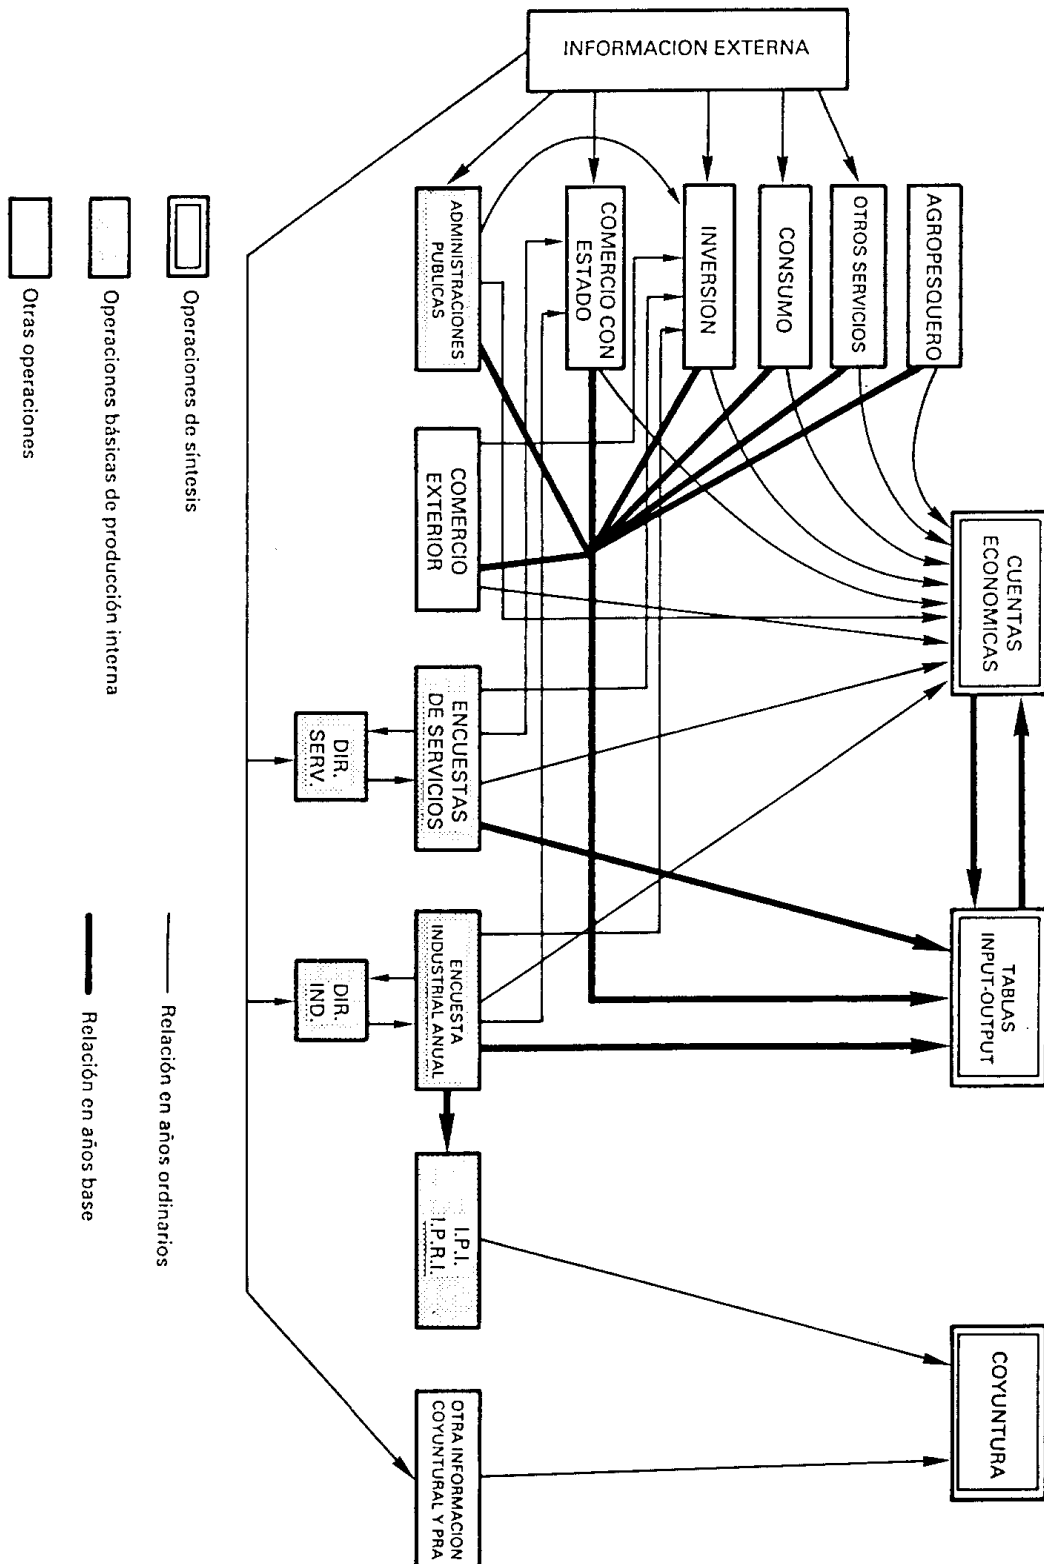 INFORMACION EXTERNA
AGROPESQUERO
OTROS SERVICIOS
CONSUMO
INVERSION
COMERCIO CON
ESTADO
ADMINISTRACIONES
PUBLICAS
COMERCIO
EXTERIOR
ENCUESTAS
DE SERVICIOS
DIR.
SERV.
ENCUESTA
INDUSTRIAL ANUAL
DIR.
IND.
I.P.I.
I.P.R.I.
OTRA INFORMACION
COYUNTURAL Y PRA
CUENTAS
ECONOMICAS
TABLAS
INPUT-OUTPUT
COYUNTURA
Operaciones de síntesis
Operaciones básicas de producción interna
Otras operaciones
Relación en años ordinarios
Relación en años base